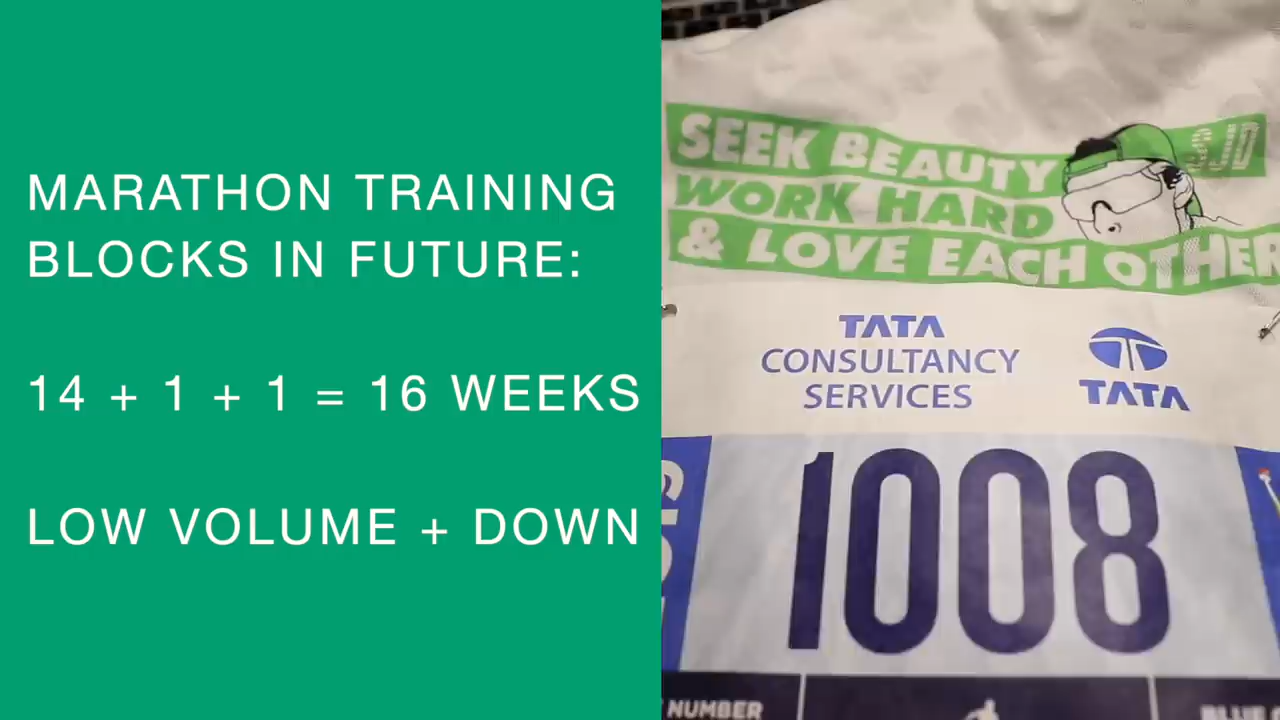 MARATHON TRAINING
BLOCKS IN FUTURE:
14 + 1 + 1 = 16 WEEKS
LOW VOLUME + DOWN
SEEK BEAUTY
WORK HARD
& LOVE EACH OTHER
TATA
CONSULTANCY
SERVICES
TATA
1008
NUMBER
BLUE